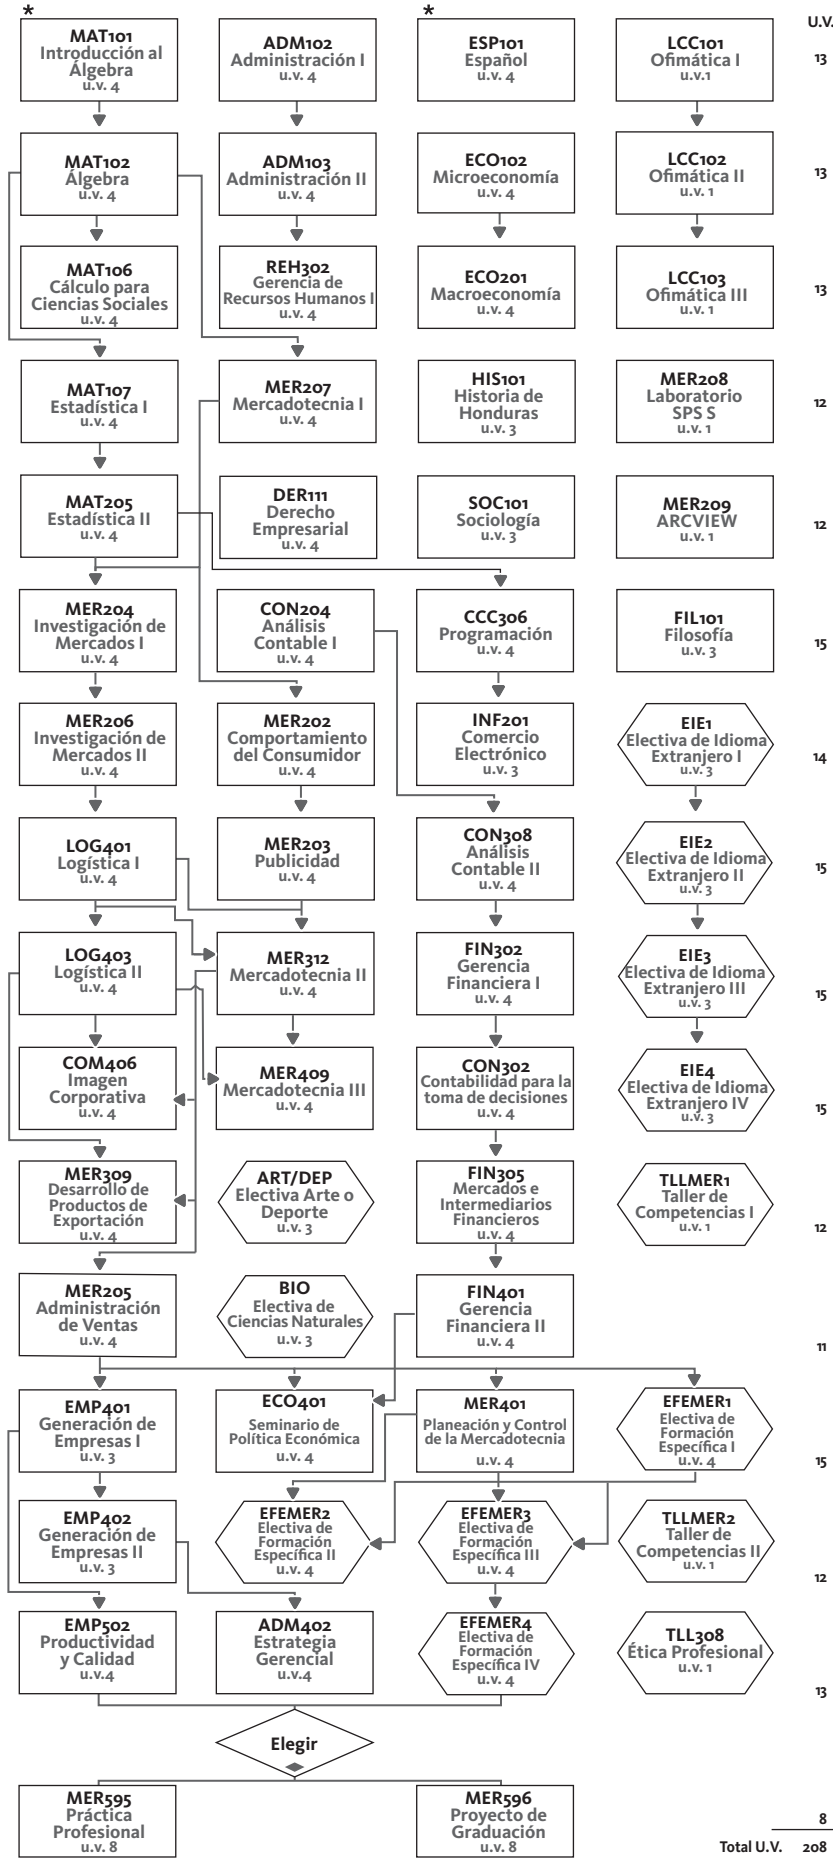 *
*
U.V.
MAT101
Introducción al
Álgebra
u.v. 4
ADM102
Administración I
u.v. 4
ESP101
Español
u.v. 4
LCC101
Ofimática I
u.v.1
13
MAT102
Álgebra
u.v. 4
ADM103
Administración II
u.v. 4
ECO102
Microeconomía
u.v. 4
LCC102
Ofimática II
u.v. 1
13
MAT106
Cálculo para
Ciencias Sociales
u.v. 4
REH302
Gerencia de
Recursos Humanos I
u.v. 4
ECO201
Macroeconomía
u.v. 4
LCC103
Ofimática III
u.v. 1
13
MAT107
Estadística I
u.v. 4
MER207
Mercadotecnia I
u.v. 4
HIS101
Historia de
Honduras
u.v. 3
MER208
Laboratorio
SPS S
u.v. 1
12
MAT205
Estadística II
u.v. 4
DER111
Derecho
Empresarial
u.v. 4
SOC101
Sociología
u.v. 3
MER209
ARCVIEW
u.v. 1
12
MER204
Investigación de
Mercados I
u.v. 4
CON204
Análisis
Contable I
u.v. 4
CCC306
Programación
u.v. 4
FIL101
Filosofía
u.v. 3
15
MER206
Investigación de
Mercados II
u.v. 4
MER202
Comportamiento
del Consumidor
u.v. 4
INF201
Comercio
Electrónico
u.v. 3
EIE1
Electiva de Idioma
Extranjero I
u.v. 3
14
LOG401
Logística I
u.v. 4
MER203
Publicidad
u.v. 4
CON308
Análisis
Contable II
u.v. 4
EIE2
Electiva de Idioma
Extranjero II
u.v. 3
15
LOG403
Logística II
u.v. 4
MER312
Mercadotecnia II
u.v. 4
FIN302
Gerencia
Financiera I
u.v. 4
EIE3
Electiva de Idioma
Extranjero III
u.v. 3
15
COM406
Imagen
Corporativa
u.v. 4
MER409
Mercadotecnia III
u.v. 4
CON302
Contabilidad para la
toma de decisiones
u.v. 4
EIE4
Electiva de Idioma
Extranjero IV
u.v. 3
15
MER309
Desarrollo de
Productos de
Exportación
u.v. 4
ART/DEP
Electiva Arte o
Deporte
u.v. 3
FIN305
Mercados e
Intermediarios
Financieros
u.v. 4
TLLMER1
Taller de
Competencias I
u.v. 1
12
MER205
Administración
de Ventas
u.v. 4
BIO
Electiva de
Ciencias Naturales
u.v. 3
FIN401
Gerencia
Financiera II
u.v. 4
11
EMP401
Generación de
Empresas I
u.v. 3
ECO401
Seminario de
Política Económica
u.v. 4
MER401
Planeación y Control
de la Mercadotecnia
u.v. 4
EFEMER1
Electiva de
Formación
Específica I
u.v. 4
15
EMP402
Generación de
Empresas II
u.v. 3
EFEMER2
Electiva de
Formación
Específica II
u.v. 4
EFEMER3
Electiva de
Formación
Específica III
u.v. 4
TLLMER2
Taller de
Competencias II
u.v. 1
12
EMP502
Productividad
y Calidad
u.v.4
ADM402
Estrategia
Gerencial
u.v.4
EFEMER4
Electiva de
Formación
Específica IV
u.v. 4
TLL308
Ética Profesional
u.v. 1
13
Elegir
MER595
Práctica
Profesional
u.v. 8
MER596
Proyecto de
Graduación
u.v. 8
8
Total U.V. 208